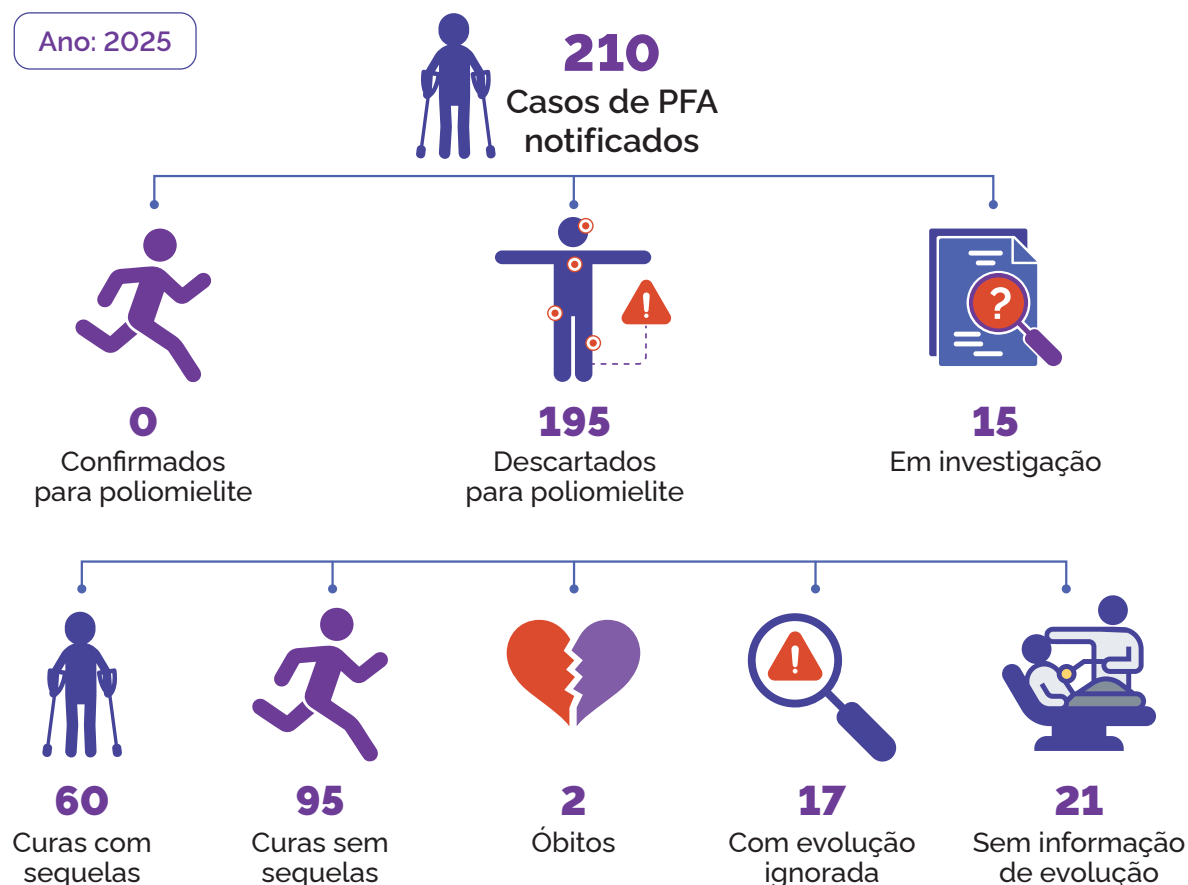 Ano: 2025
210
Casos de PFA
notificados
0
Confirmados
para poliomielite
195
Descartados
para poliomielite
15
Em investigação
60
Curas com
sequelas
95
Curas sem
sequelas
2
Óbitos
17
Com evolução
ignorada
21
Sem informação
de evolução